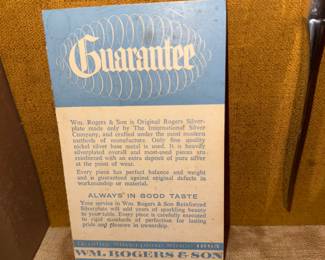 Guarantee
Wm. Rogers & Son is Original Rogers Silver-
plate made only by The International Silver
Company, and crafted under the most modern
methods of manufacture. Only fine quality
nickel silver base metal is used. It is heavily
silverplated overall and most-used pieces are
reinforced with an extra deposit of pure silver
at the point of wear.
Every piece has perfect balance and weight
and is guaranteed against original defects in
workmanship or material.
ALWAYS IN GOOD TASTE
Your service in Wm. Rogers & Son Reinforced
Silverplate will add years of sparkling beauty
to your table. Every piece is carefully executed
to rigid standards of perfection for lasting
pride and pleasure in ownership.
Quality Silverplate Since 1865
WM. ROGERS & SON